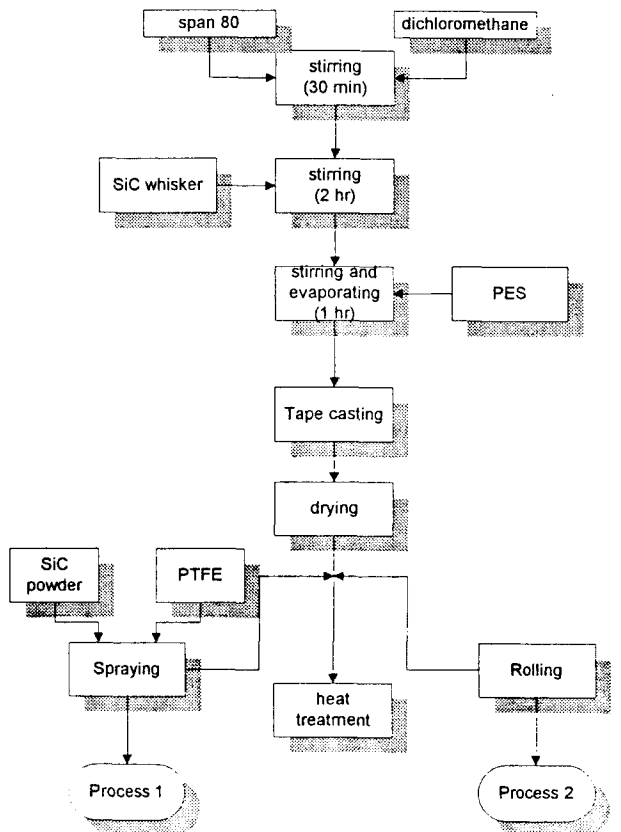 span 80
dichloromethane
stirring
(30 min)
SiC whisker
stirring
(2 hr)
stirring and
evaporating
(1 hr)
PES
Tape casting
drying
SiC
powder
PTFE
Spraying
Rolling
heat
treatment
Process 1
Process 2